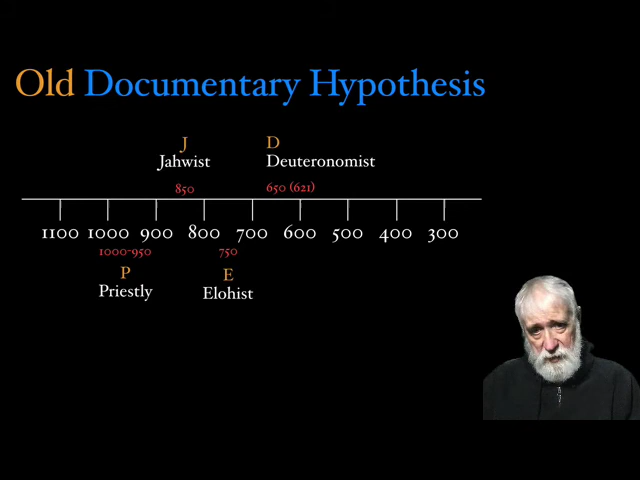 Old Documentary Hypothesis
J D
Jahwist Deuteronomist
850 650 (621)
1100 1000 900 800 700 600 500 400 300
1000-950 750
P E
Priestly Elohist